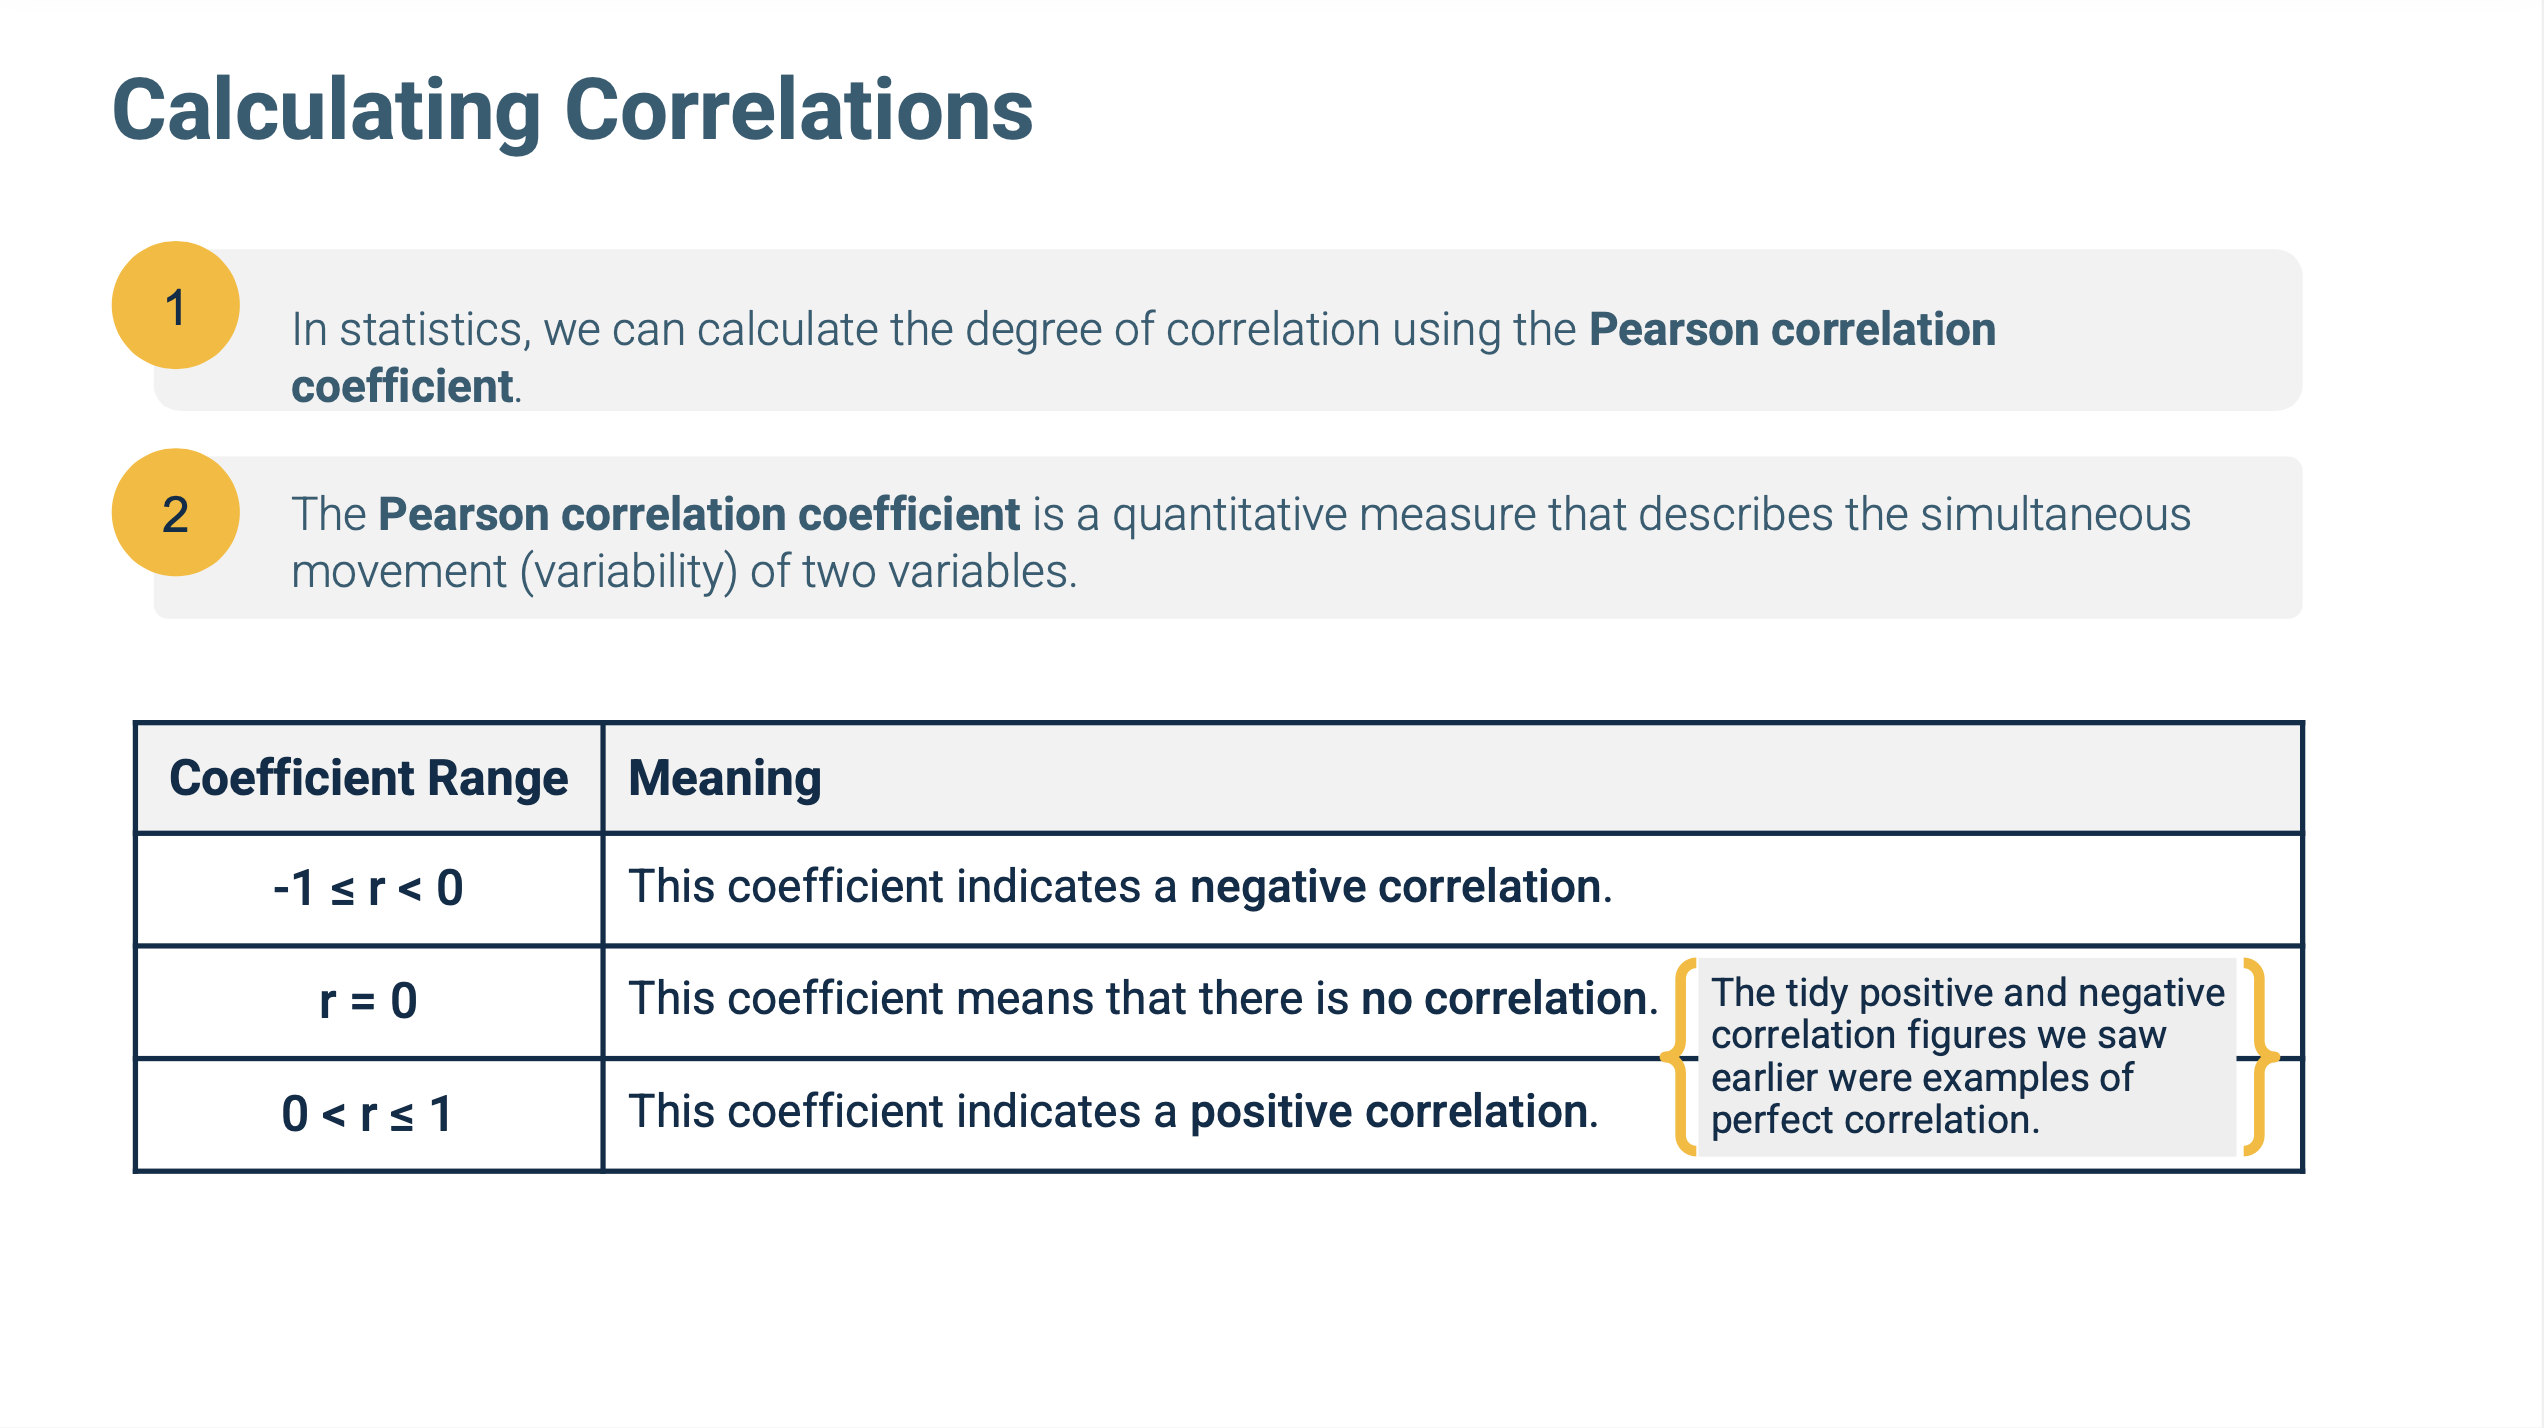 Calculating Correlations
1
In statistics, we can calculate the degree of correlation using the Pearson correlation
coefficient.
2
The Pearson correlation coefficient is a quantitative measure that describes the simultaneous
movement (variability) of two variables.
Coefficient Range
Meaning
-1 ≤ r < 0
This coefficient indicates a negative correlation.
r = 0
This coefficient means that there is no correlation.
0 < r ≤ 1
This coefficient indicates a positive correlation.
The tidy positive and negative
correlation figures we saw
earlier were examples of
perfect correlation.